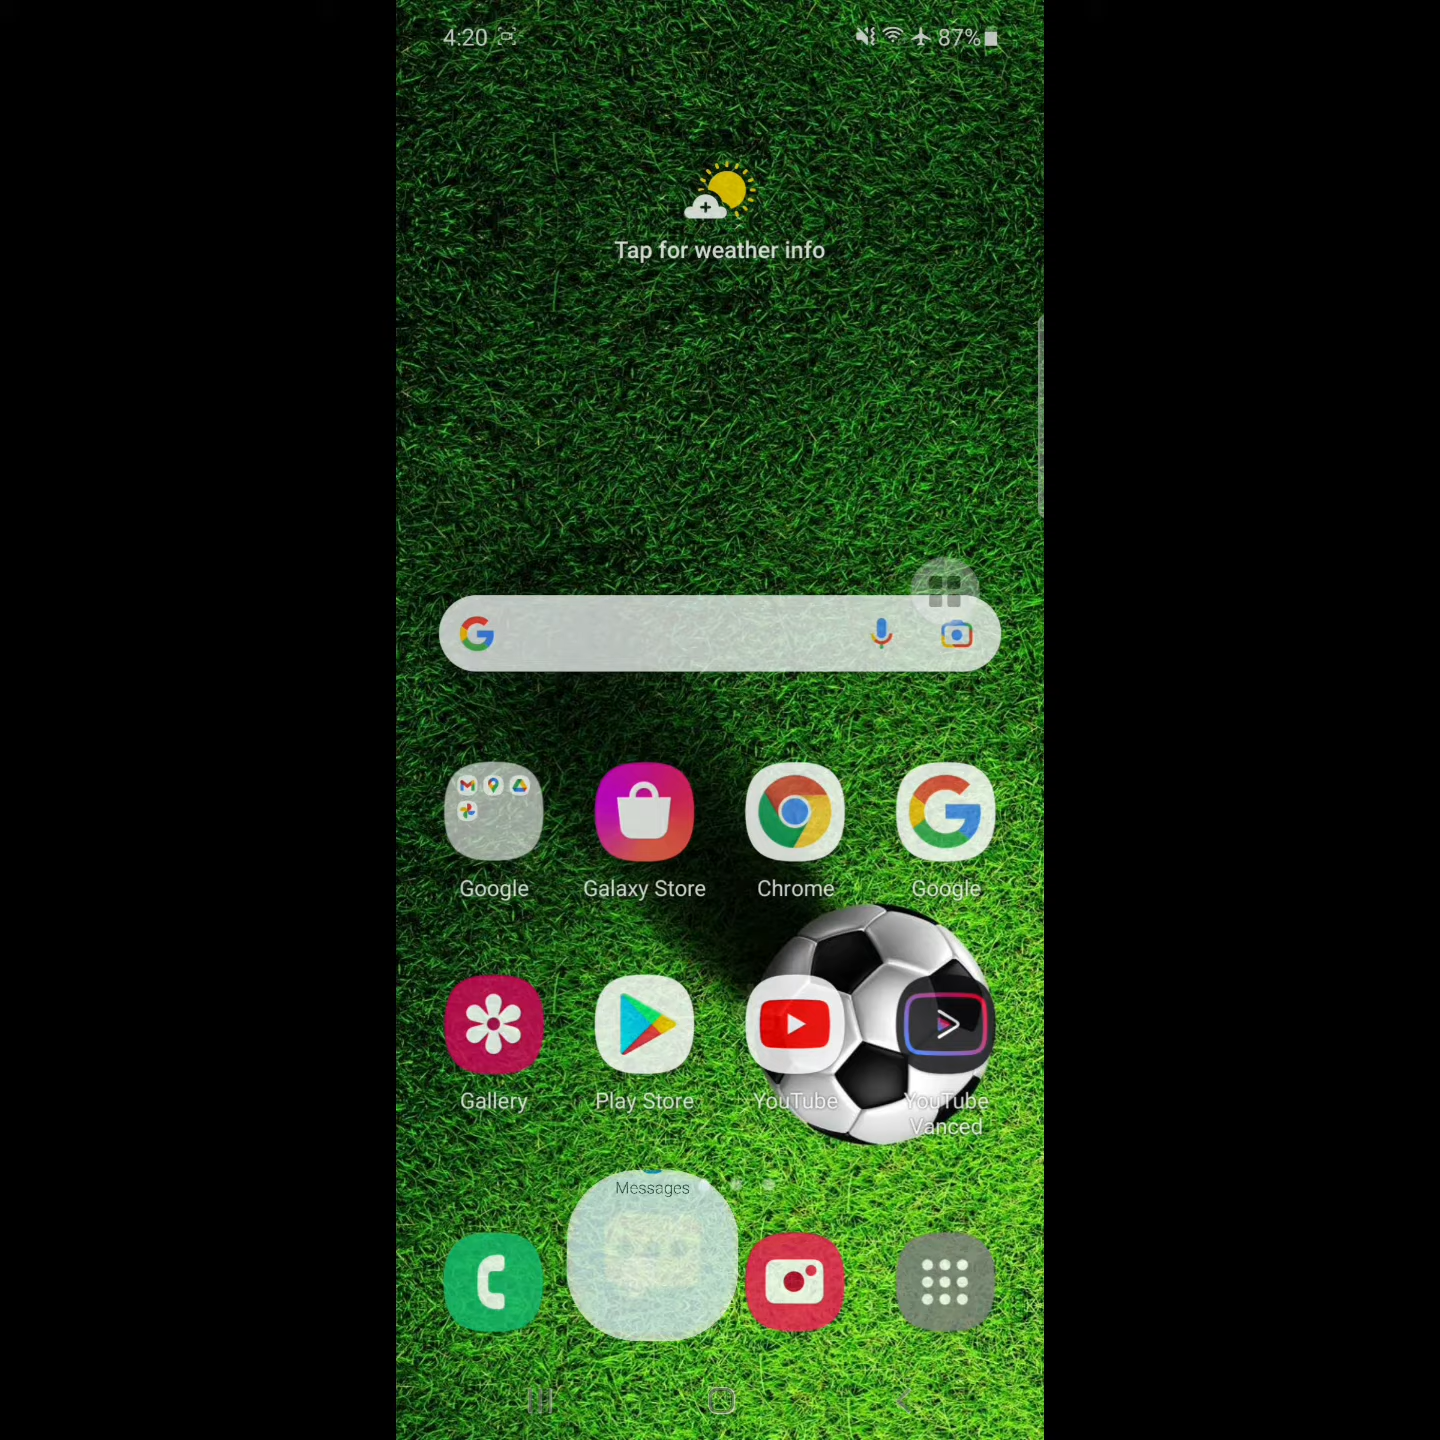 4:20
87%
Tap for weather info
Google
Galaxy Store
Chrome
Google
Gallery
Play Store
YouTube
YouTube
Vanced
Messages